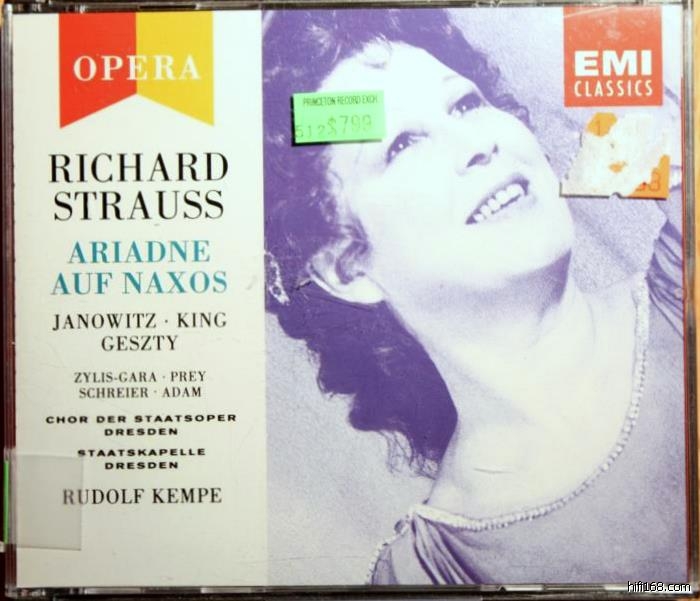 OPERA
RICHARD
STRAUSS
ARIADNE
AUF NAXOS
JANOWITZ · KING
GESZTY
ZYLIS-GARA · PREY
SCHREIER · ADAM
CHOR DER STAATSOPER
DRESDEN
STAATSKAPELLE
DRESDEN
RUDOLF KEMPE
PRINCETON RECORD EXCH.
512 $799
EMI
CLASSICS
hifi168.com